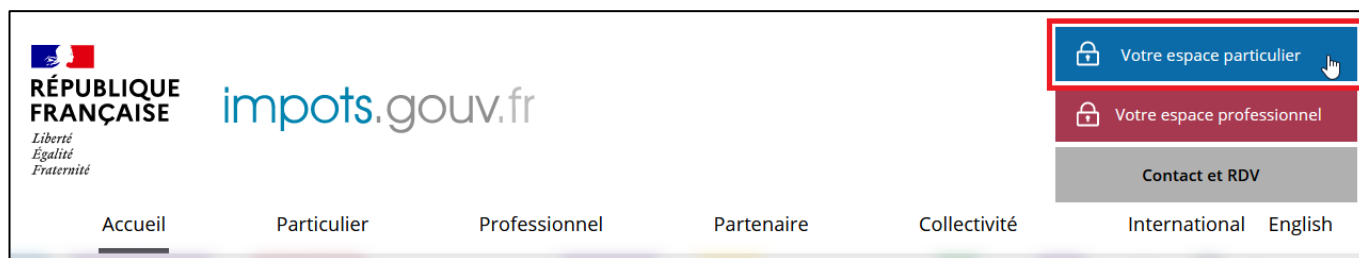 RÉPUBLIQUE
FRANÇAISE
Liberté
Égalité
Fraternité
impots.gouv.fr
Votre espace particulier
Votre espace professionnel
Contact et RDV
Accueil Particulier Professionnel Partenaire Collectivité International English